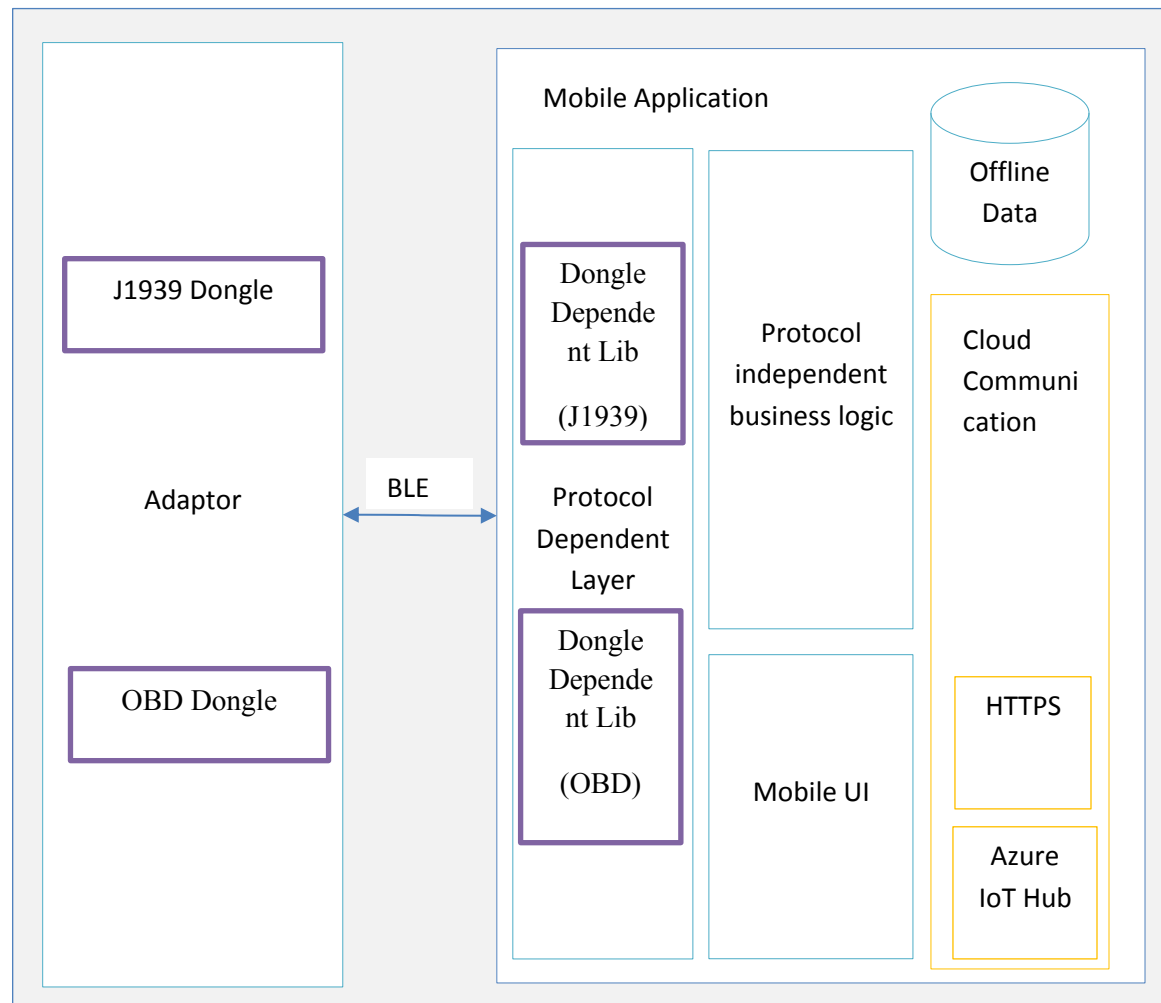 Mobile Application
Offline
Data
J1939 Dongle
Dongle
Depende
nt Lib
(J1939)
Protocol
independent
business logic
Cloud
Communi
cation
Adaptor
BLE
Protocol
Dependent
Layer
OBD Dongle
Dongle
Depende
nt Lib
(OBD)
Mobile UI
HTTPS
Azure
IoT Hub